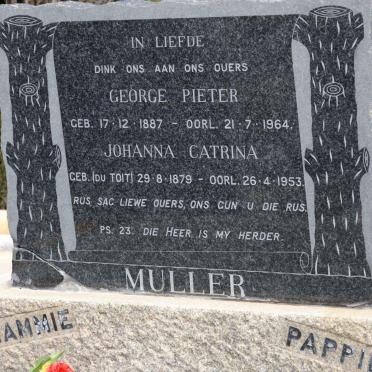 IN LIEFDE
DINK ONS AAN ONS OUERS
GEORGE PIETER
GEB. 17·12·1887 – OORL. 21·7·1964.
JOHANNA CATRINA
GEB. (DU TOIT) 29·8·1879 – OORL. 26·4·1953.
RUS SAG LIEWE OUERS, ONS GUN U DIE RUS.
PS. 23. DIE HEER IS MY HERDER.
MULLER